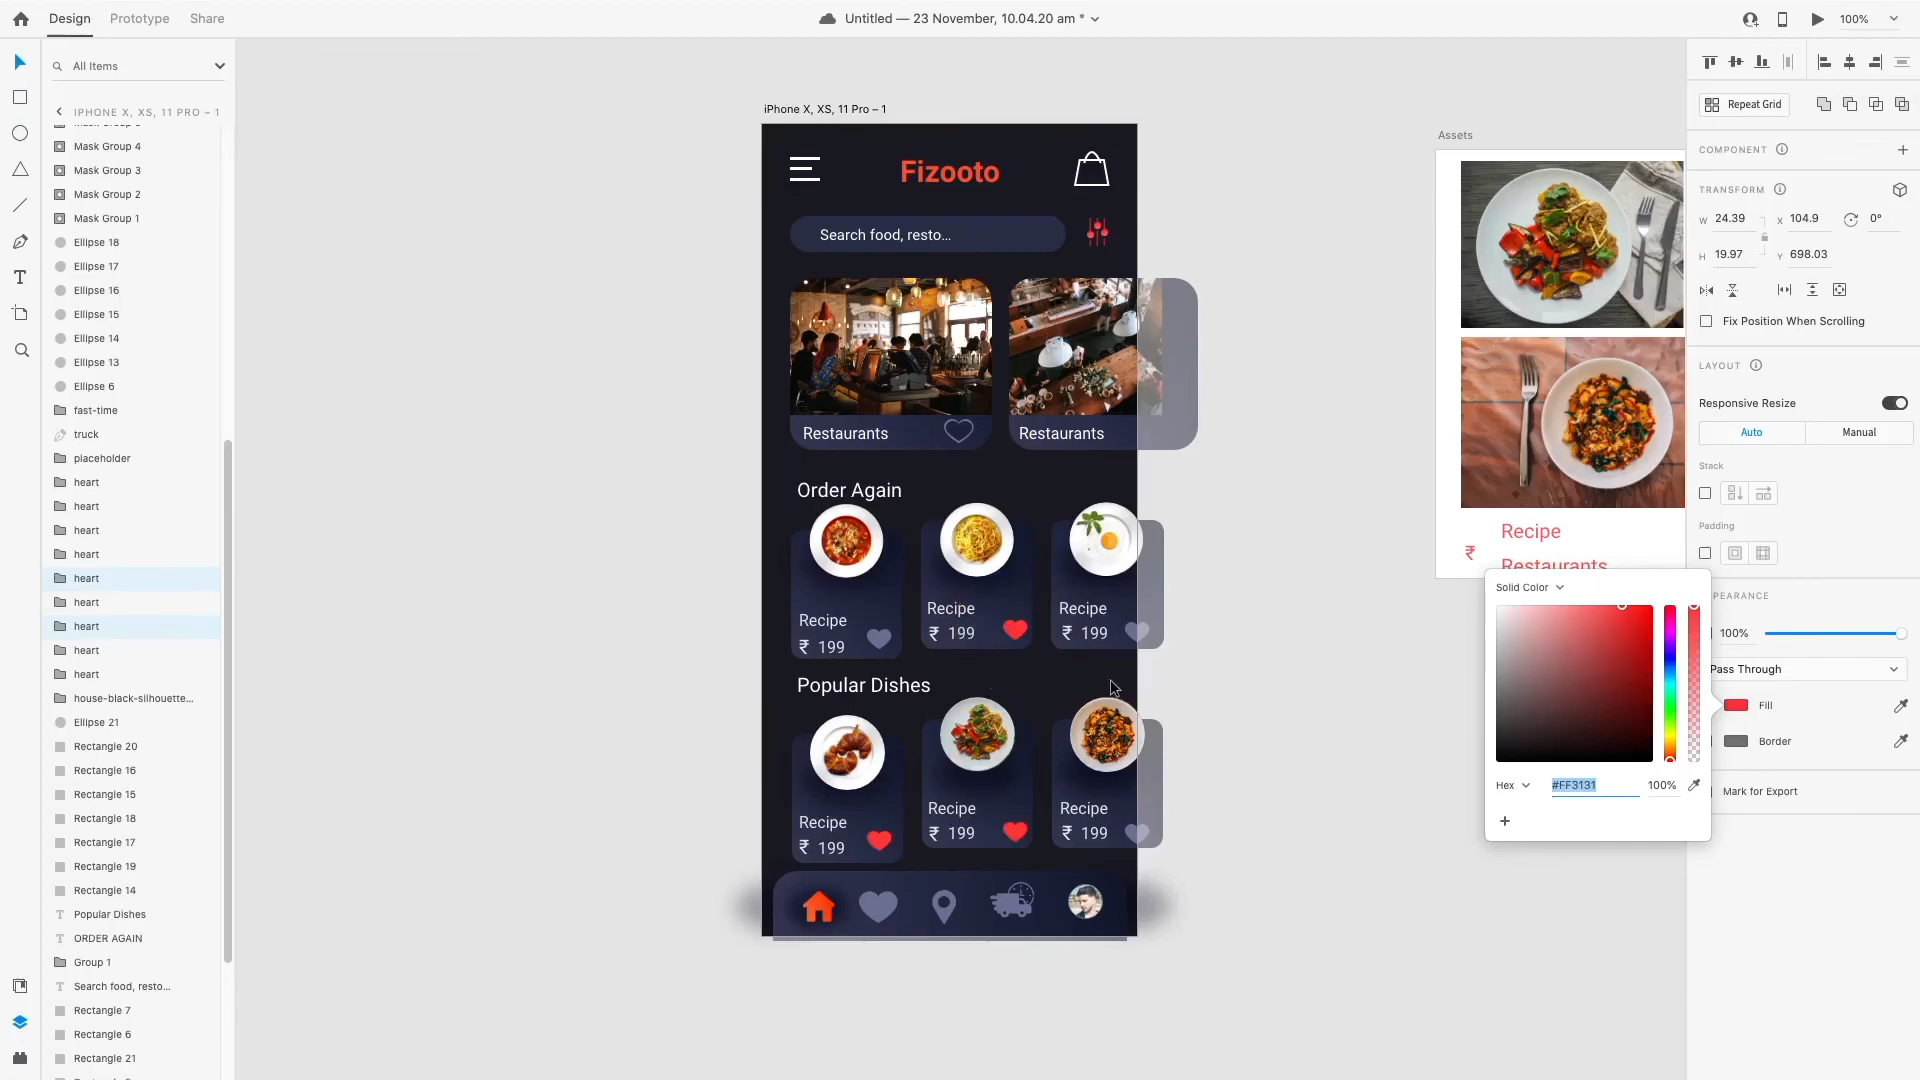 Design
Prototype
Share
Untitled — 23 November, 10.04.20 am *
100%
All Items
IPHONE X, XS, 11 PRO – 1
Mask Group 4
Mask Group 3
Mask Group 2
Mask Group 1
Ellipse 18
Ellipse 17
Ellipse 16
Ellipse 15
Ellipse 14
Ellipse 13
Ellipse 6
fast-time
truck
placeholder
heart
heart
heart
heart
heart
heart
heart
heart
heart
house-black-silhouette...
Ellipse 21
Rectangle 20
Rectangle 16
Rectangle 15
Rectangle 18
Rectangle 17
Rectangle 19
Rectangle 14
Popular Dishes
ORDER AGAIN
Group 1
Search food, resto...
Rectangle 7
Rectangle 6
Rectangle 21
iPhone X, XS, 11 Pro – 1
Fizooto
Search food, resto...
Restaurants
Restaurants
Order Again
Recipe
₹ 199
Recipe
₹ 199
Recipe
₹ 199
Popular Dishes
Recipe
₹ 199
Recipe
₹ 199
Recipe
₹ 199
Assets
Recipe
₹
Restaurants
Solid Color
Hex
#FF3131
100%
+
Repeat Grid
COMPONENT
TRANSFORM
W 24.39
X 104.9
0°
H 19.97
Y 698.03
Fix Position When Scrolling
LAYOUT
Responsive Resize
Auto
Manual
Stack
Padding
PEARANCE
100%
Pass Through
Fill
Border
Mark for Export